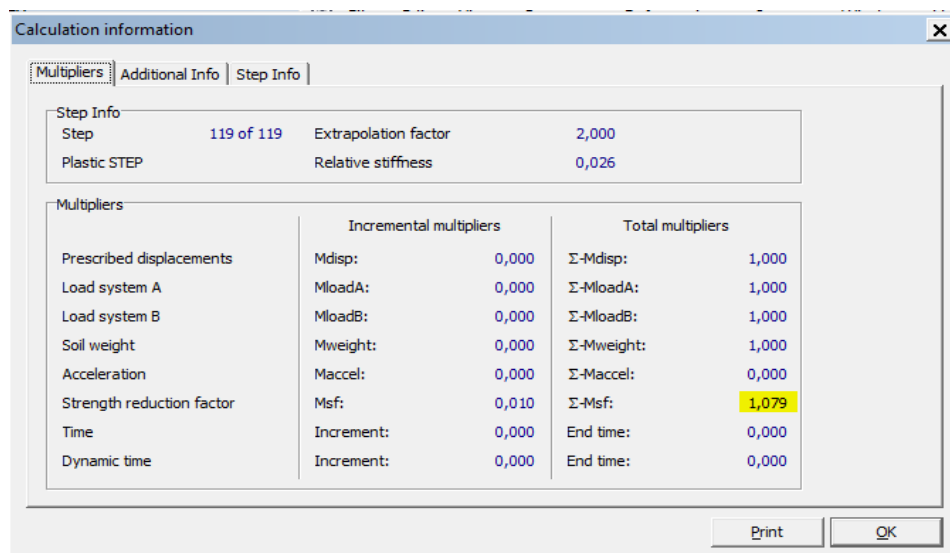 Calculation information
Multipliers Additional Info Step Info
Step Info
Step 119 of 119 Extrapolation factor 2,000
Plastic STEP Relative stiffness 0,026
Multipliers
Incremental multipliers Total multipliers
Prescribed displacements Mdisp: 0,000 Σ-Mdisp: 1,000
Load system A MloadA: 0,000 Σ-MloadA: 1,000
Load system B MloadB: 0,000 Σ-MloadB: 1,000
Soil weight Mweight: 0,000 Σ-Mweight: 1,000
Acceleration Maccel: 0,000 Σ-Maccel: 0,000
Strength reduction factor Msf: 0,010 Σ-Msf: 1,079
Time Increment: 0,000 End time: 0,000
Dynamic time Increment: 0,000 End time: 0,000
Print OK